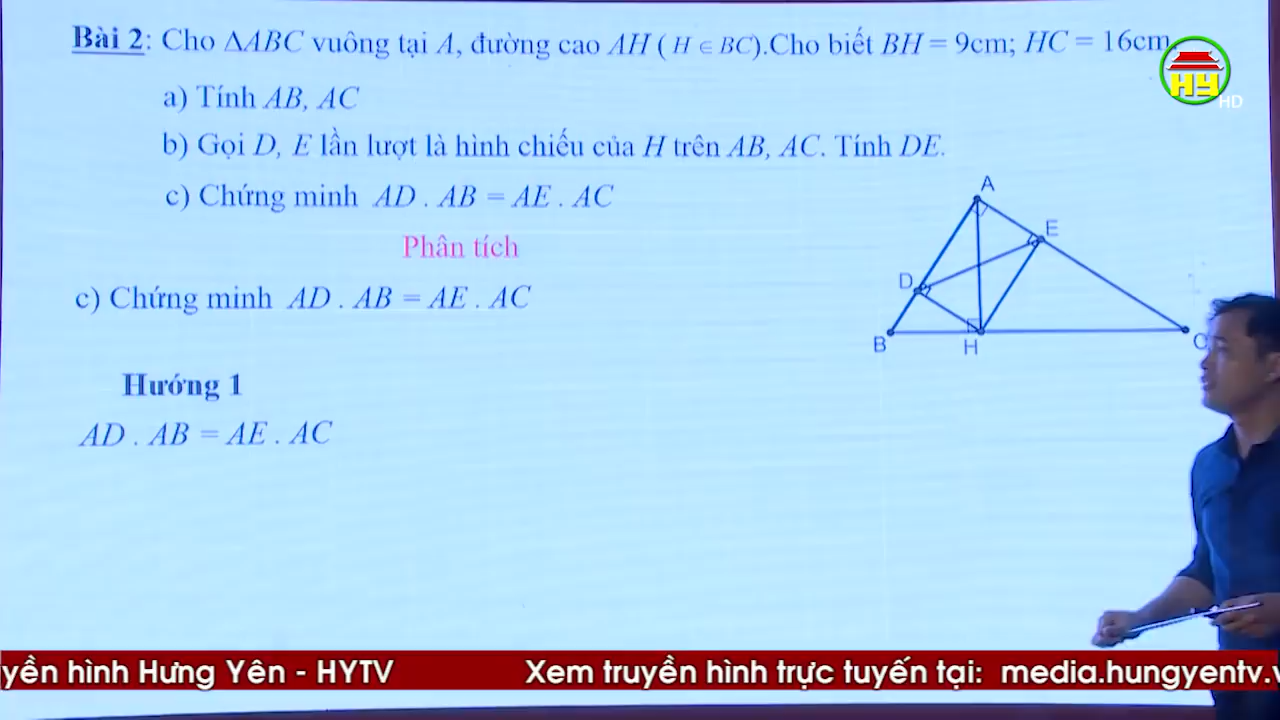 Bài 2: Cho ΔABC vuông tại A, đường cao AH ( H ∈ BC).Cho biết BH = 9cm; HC = 16cm
HY
HD
a) Tính AB, AC
b) Gọi D, E lần lượt là hình chiếu của H trên AB, AC. Tính DE.
c) Chứng minh AD . AB = AE . AC
Phân tích
c) Chứng minh AD . AB = AE . AC
A
E
D
B
H
C
Hướng 1
AD . AB = AE . AC
yền hình Hưng Yên - HYTV Xem truyền hình trực tuyến tại: media.hungyentv.v